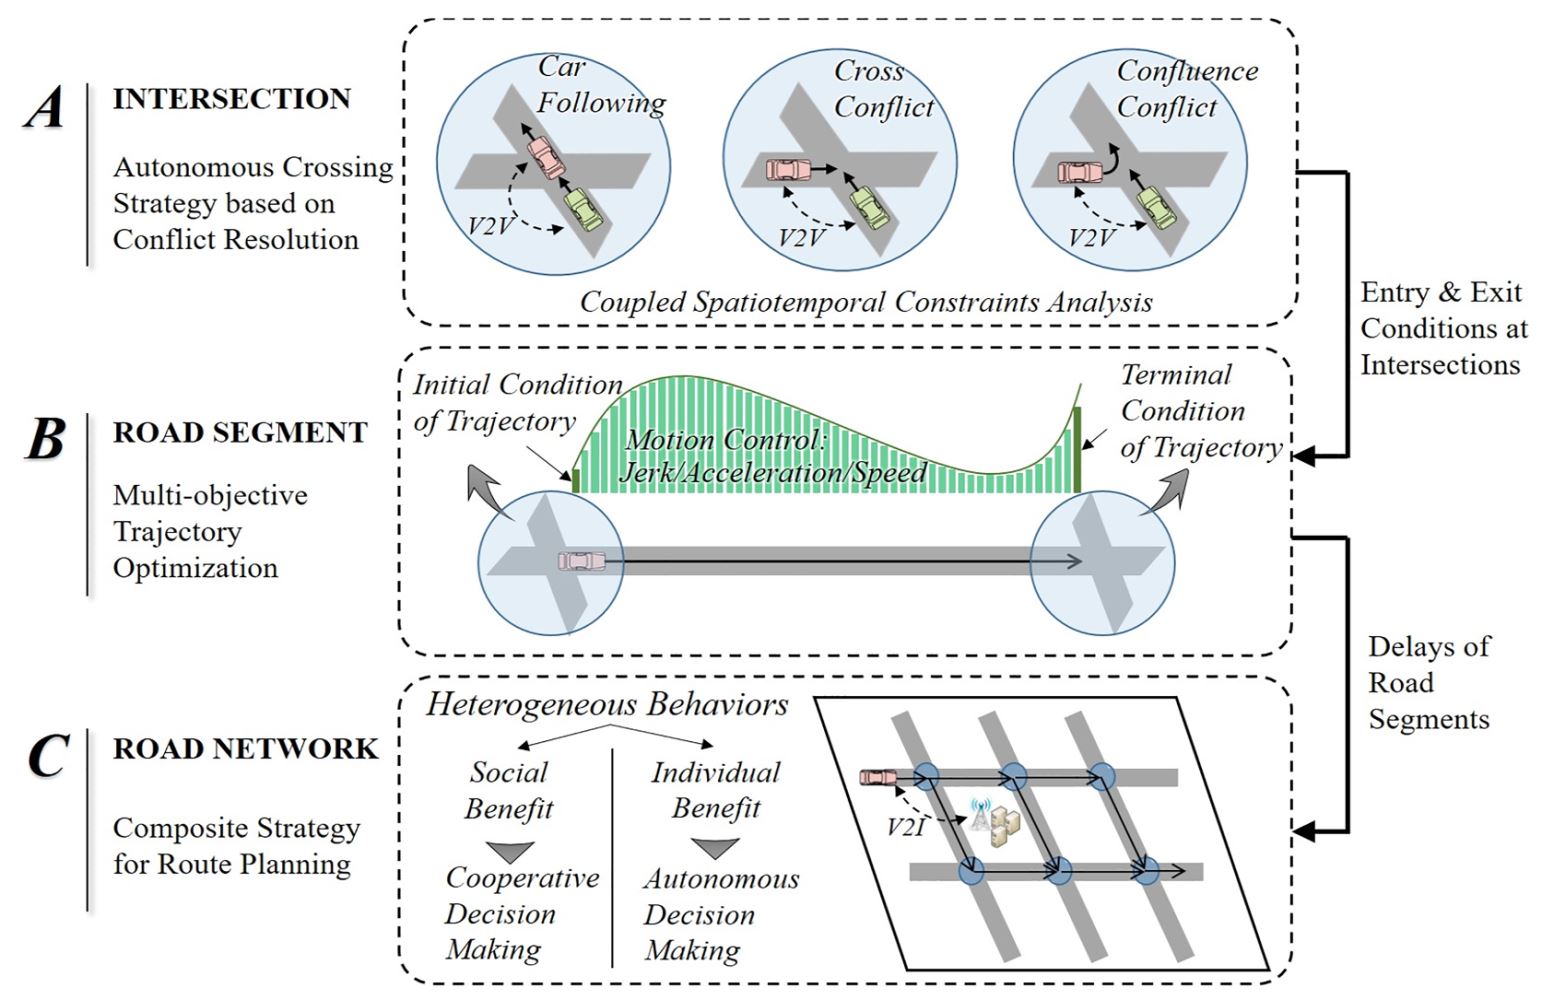 A
INTERSECTION
Autonomous Crossing
Strategy based on
Conflict Resolution
Car
Following
V2V
Cross
Conflict
V2V
Confluence
Conflict
V2V
Coupled Spatiotemporal Constraints Analysis
Entry & Exit
Conditions at
Intersections
B
ROAD SEGMENT
Multi-objective
Trajectory
Optimization
Initial Condition
of Trajectory
Motion Control:
Jerk/Acceleration/Speed
Terminal
Condition
of Trajectory
Delays of
Road
Segments
C
ROAD NETWORK
Composite Strategy
for Route Planning
Heterogeneous Behaviors
Social
Benefit
Cooperative
Decision
Making
Individual
Benefit
Autonomous
Decision
Making
V2I